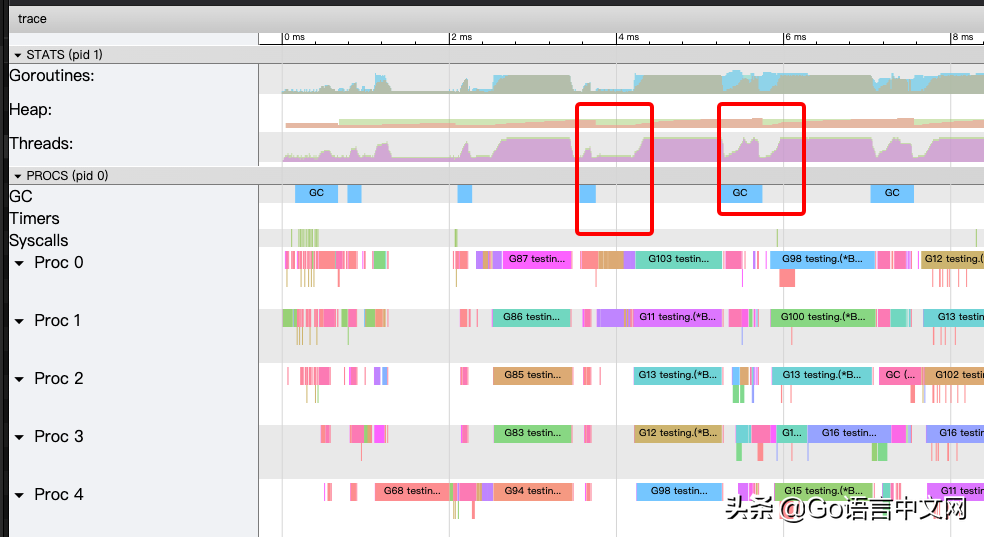 trace
0 ms
2 ms
4 ms
6 ms
8 ms
STATS (pid 1)
Goroutines:
Heap:
Threads:
PROCS (pid 0)
GC
GC
GC
GC
Timers
Syscalls
Proc 0
G87 testin...
G103 testin...
G98 testing.(*B...
G12 testing.(
Proc 1
G86 testin...
G11 testing.(*B...
G100 testing.(*B...
G13 testin
Proc 2
G85 testin...
G13 testing.(*B...
G13 testing.(*B...
GC (...
G102 testin
Proc 3
G83 testin...
G12 testing.(*B...
G1...
G16 testin...
G16 testin
Proc 4
G68 testin...
G94 testin...
G98 testin...
G15 testing.(*B...
G11 testin
头条 @Go语言中文网